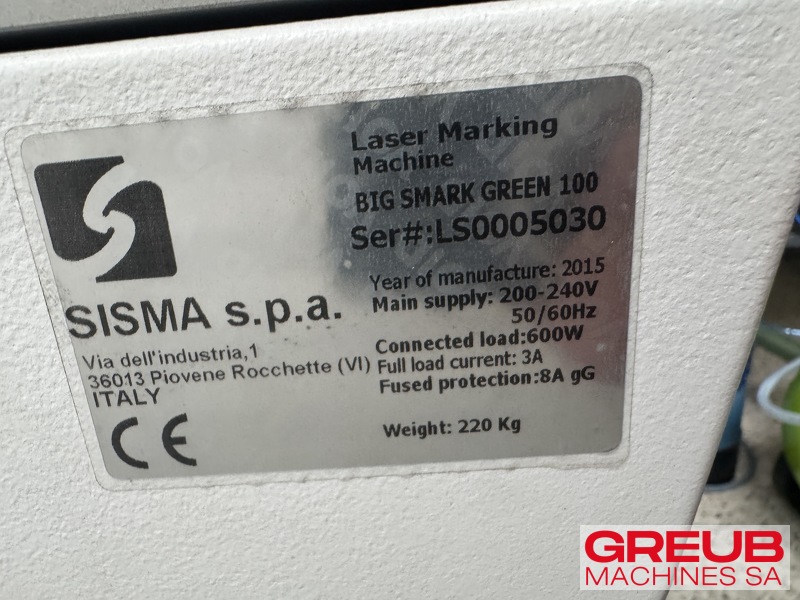 SISMA s.p.a.
Via dell'industria,1
36013 Piovene Rocchette (VI)
ITALY
CE
Laser Marking
Machine
BIG SMARK GREEN 100
Ser#:LS0005030
Year of manufacture: 2015
Main supply: 200-240V
50/60Hz
Connected load:600W
Full load current: 3A
Fused protection:8A gG
Weight: 220 Kg
GREUB
MACHINES SA